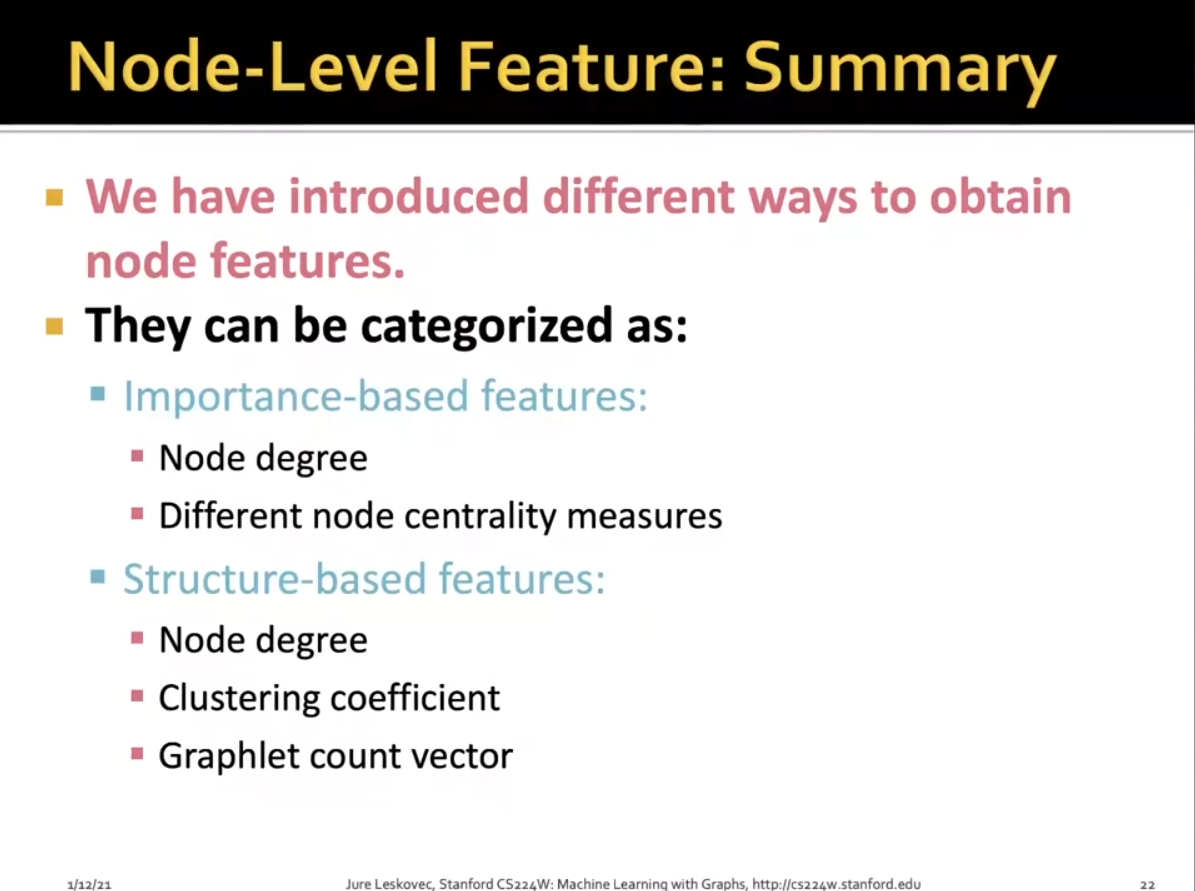 Node-Level Feature: Summary
We have introduced different ways to obtain
node features.
They can be categorized as:
Importance-based features:
Node degree
Different node centrality measures
Structure-based features:
Node degree
Clustering coefficient
Graphlet count vector
1/12/21
Jure Leskovec, Stanford CS224W: Machine Learning with Graphs, http://cs224w.stanford.edu
22